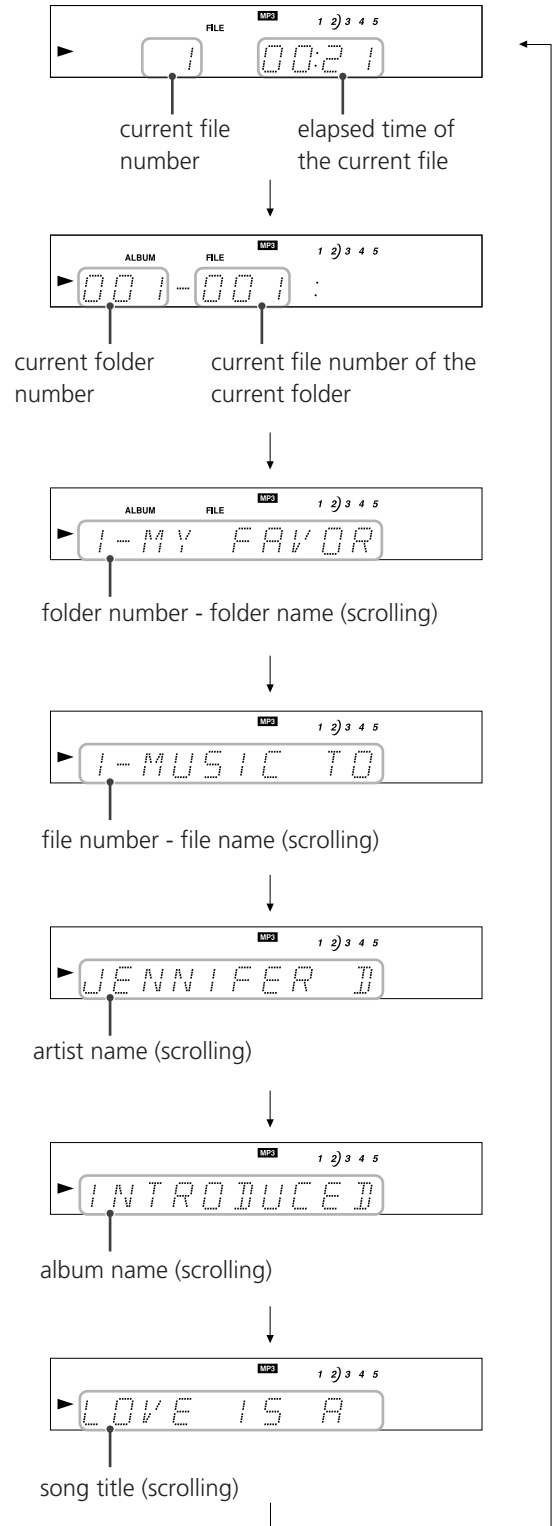 FILE MP3 1 2) 3 4 5
1 00:21
current file
number
elapsed time of
the current file
ALBUM FILE MP3 1 2) 3 4 5
001-001 :
current folder
number
current file number of the
current folder
ALBUM FILE MP3 1 2) 3 4 5
1-MY FAVOR
folder number - folder name (scrolling)
MP3 1 2) 3 4 5
1-MUSIC TO
file number - file name (scrolling)
MP3 1 2) 3 4 5
JENNIFER D
artist name (scrolling)
MP3 1 2) 3 4 5
INTRODUCED
album name (scrolling)
MP3 1 2) 3 4 5
LOVE IS A
song title (scrolling)